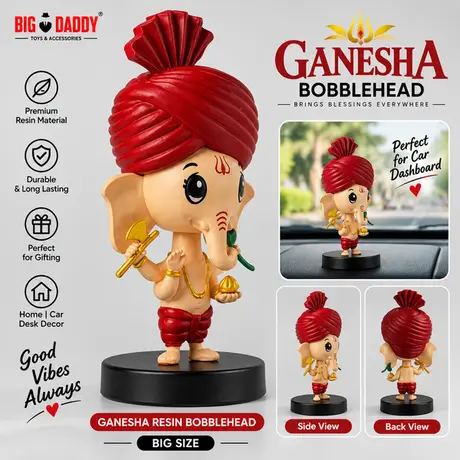 BIG DADDY®
TOYS & ACCESSORIES
Premium
Resin Material
Durable
& Long Lasting
Perfect
for Gifting
Home | Car
Desk Decor
Good
Vibes
Always
GANESHA RESIN BOBBLEHEAD
BIG SIZE
GANESHA
BOBBLEHEAD
BRINGS BLESSINGS EVERYWHERE
Perfect
for Car
Dashboard
Side View
Back View